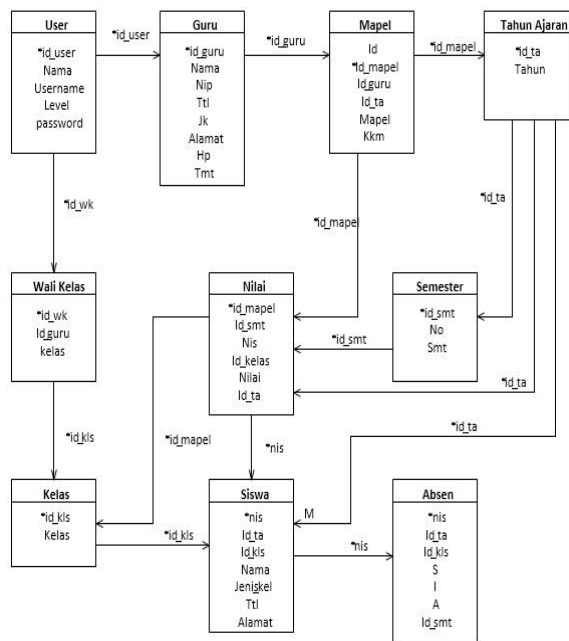 User
*id_user
Nama
Username
Level
password
*id_user
Guru
*id_guru
Nama
Nip
Ttl
Jk
Alamat
Hp
Tmt
*id_guru
Mapel
Id
*Id_mapel
Id_guru
Id_ta
Mapel
Kkm
*id_mapel
Tahun Ajaran
*id_ta
Tahun
*id_wk
*id_mapel
*id_ta
Wali Kelas
*id_wk
Id_guru
kelas
Nilai
*id_mapel
Id_smt
Nis
Id_kelas
Nilai
Id_ta
*id_smt
Semester
*id_smt
No
Smt
*id_ta
*id_kls
*id_mapel
*nis
*id_ta
Kelas
*id_kls
Kelas
*id_kls
Siswa
*nis
Id_ta
Id_kls
Nama
Jeniskel
Ttl
Alamat
M
*nis
Absen
*nis
Id_ta
Id_kls
S
I
A
Id_smt